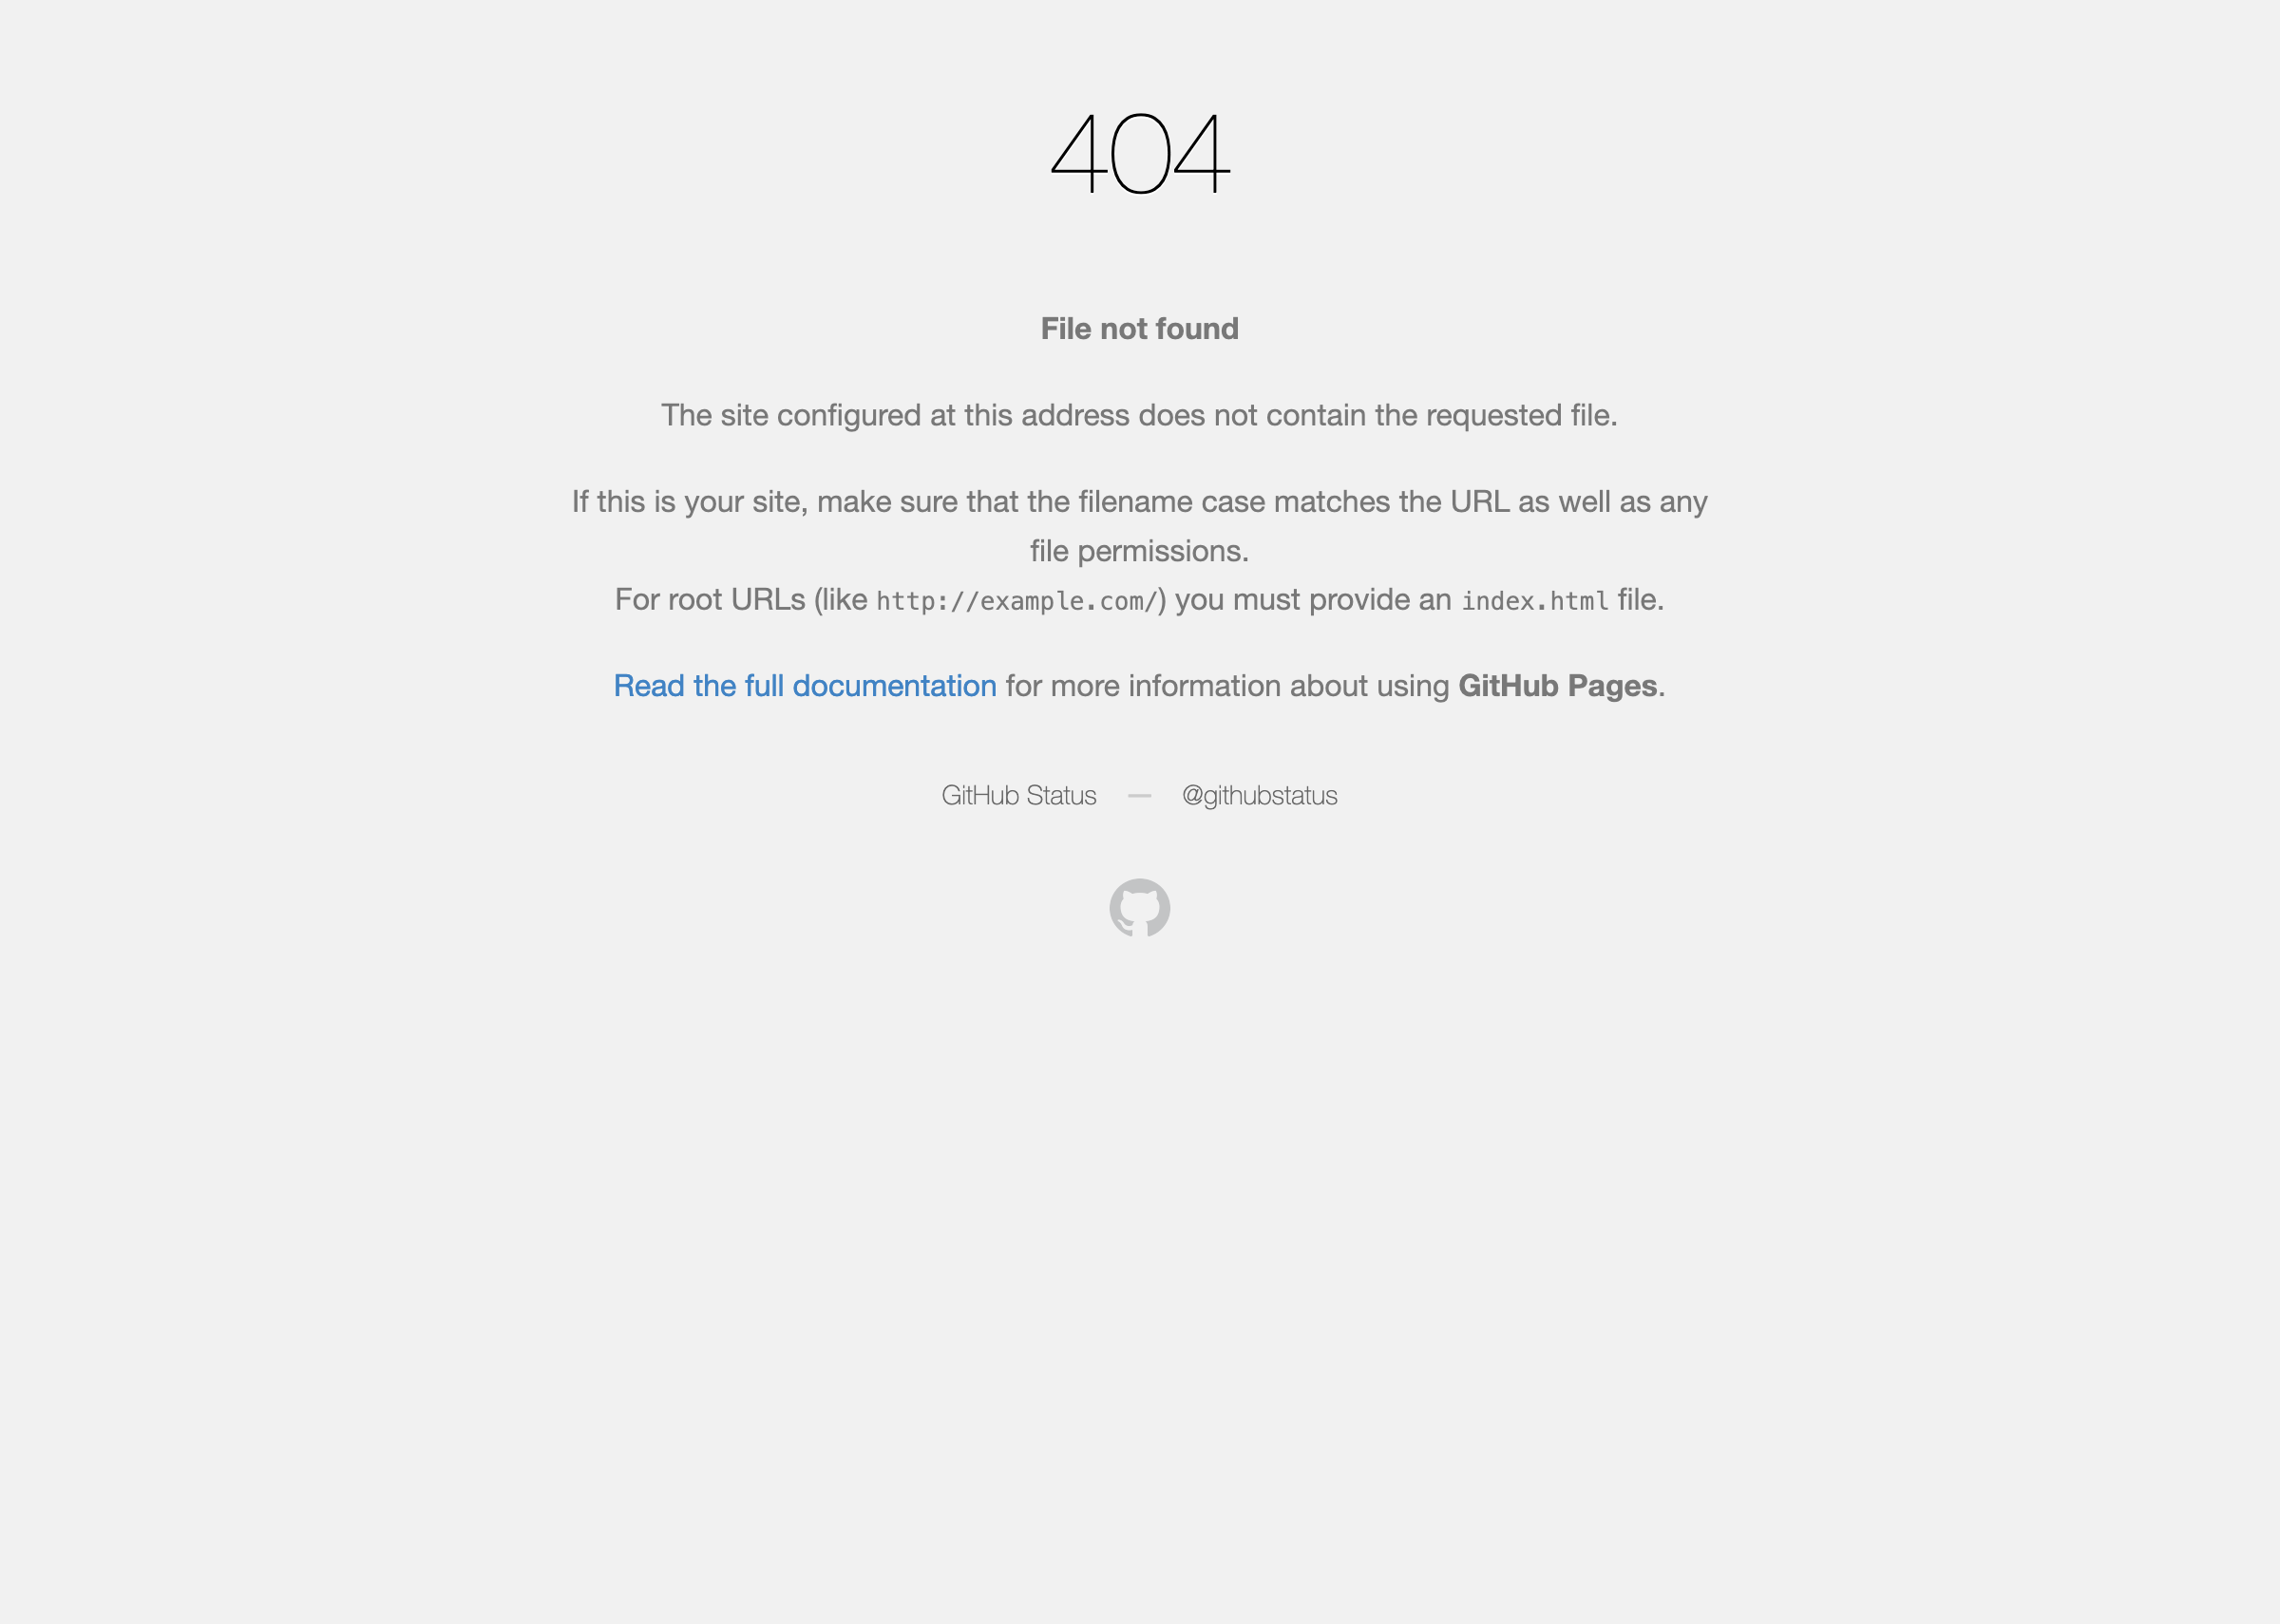 404
File not found
The site configured at this address does not contain the requested file.
If this is your site, make sure that the filename case matches the URL as well as any
file permissions.
For root URLs (like http://example.com/) you must provide an index.html file.
Read the full documentation for more information about using GitHub Pages.
GitHub Status — @githubstatus